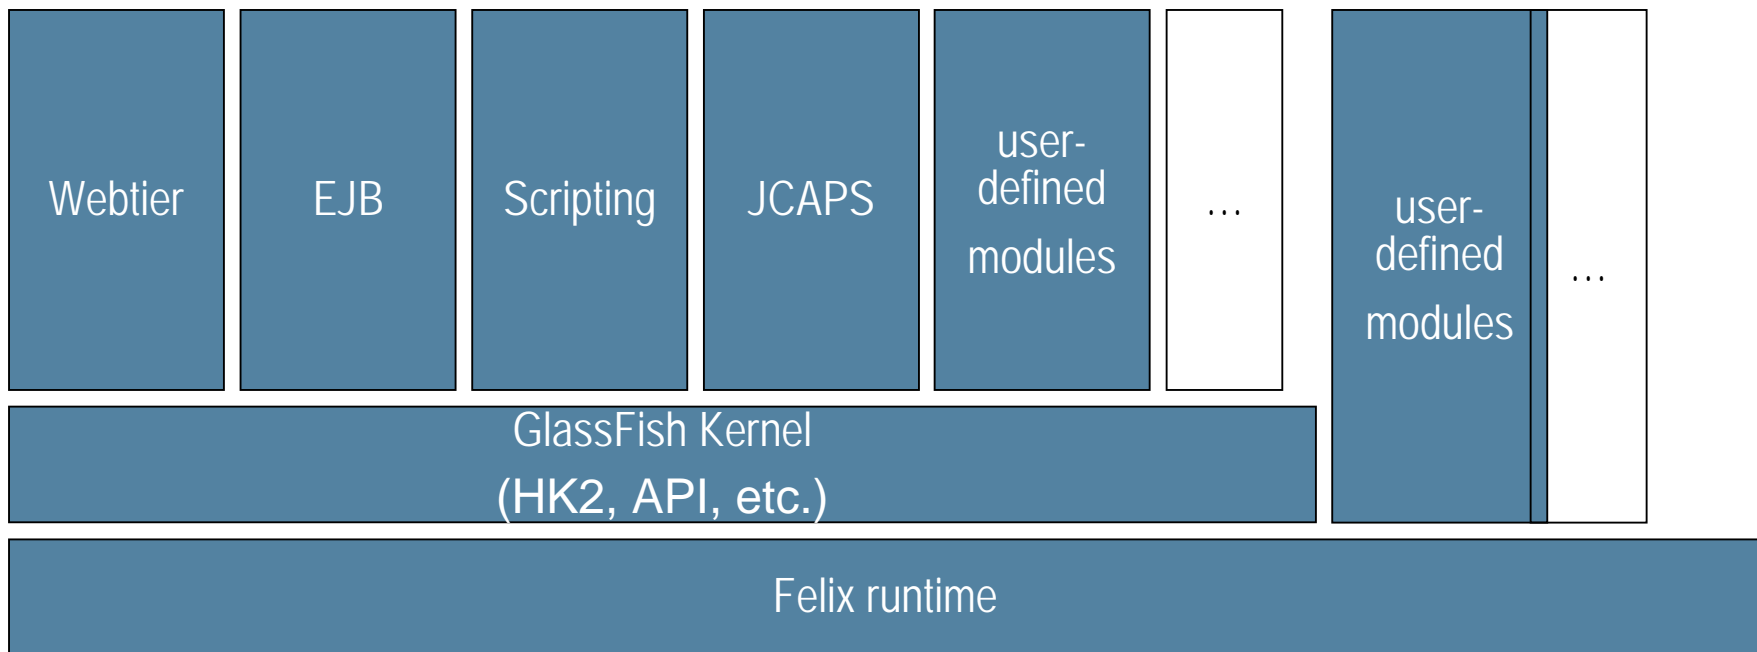 Webtier
EJB
Scripting
JCAPS
user-
defined
modules
...
user-
defined
modules
...
GlassFish Kernel
(HK2, API, etc.)
Felix runtime